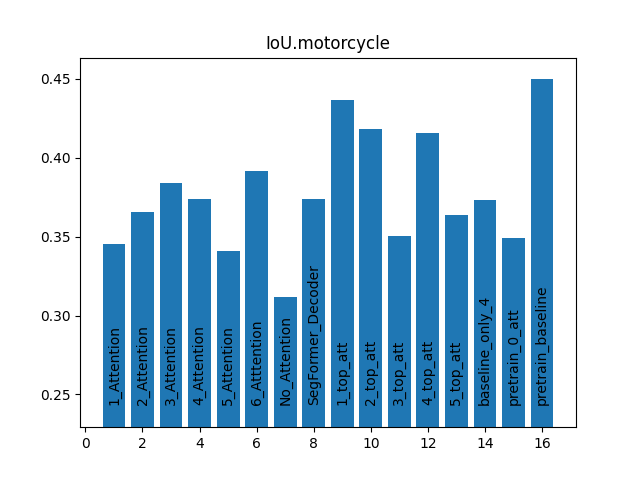 IoU.motorcycle
0.45
0.40
0.35
0.30
0.25
1_Attention
2_Attention
3_Attention
4_Attention
5_Attention
6_Atttention
No_Attention
SegFormer_Decoder
1_top_att
2_top_att
3_top_att
4_top_att
5_top_att
baseline_only_4
pretrain_0_att
pretrain_baseline
0 2 4 6 8 10 12 14 16